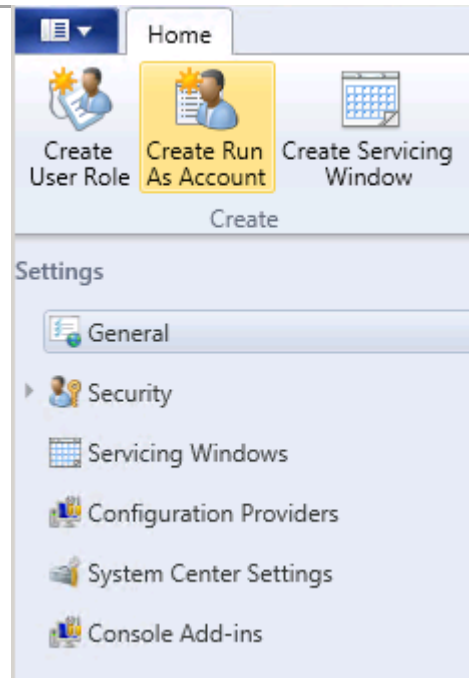 Home
Create
User Role
Create Run
As Account
Create Servicing
Window
Create
Settings
General
Security
Servicing Windows
Configuration Providers
System Center Settings
Console Add-ins